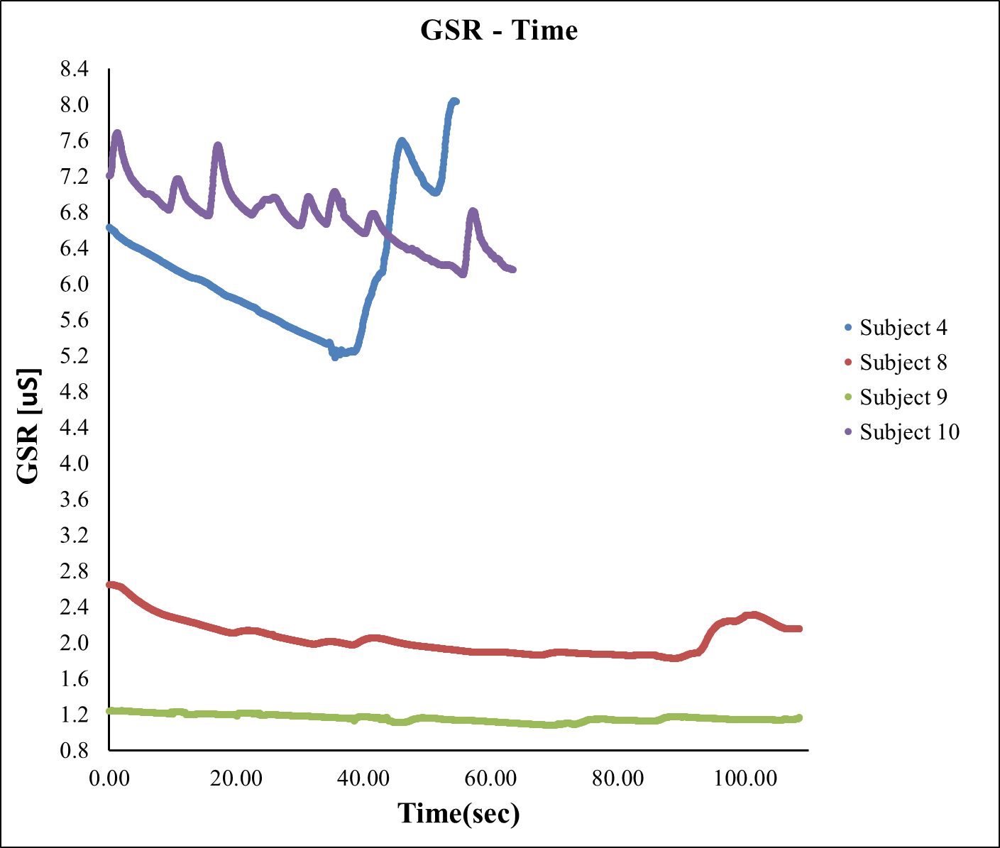 GSR - Time
8.4
8.0
7.6
7.2
6.8
6.4
6.0
5.6
5.2
4.8
4.4
4.0
3.6
3.2
2.8
2.4
2.0
1.6
1.2
0.8
GSR [uS]
0.00 20.00 40.00 60.00 80.00 100.00
Time(sec)
Subject 4
Subject 8
Subject 9
Subject 10